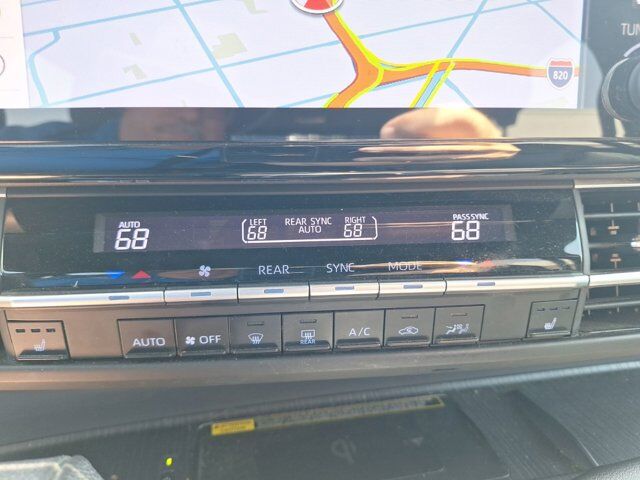 820
TUN
AUTO
68
LEFT
68
REAR SYNC
AUTO
RIGHT
68
PASS SYNC
68
REAR
SYNC
MODE
AUTO
OFF
REAR
A/C